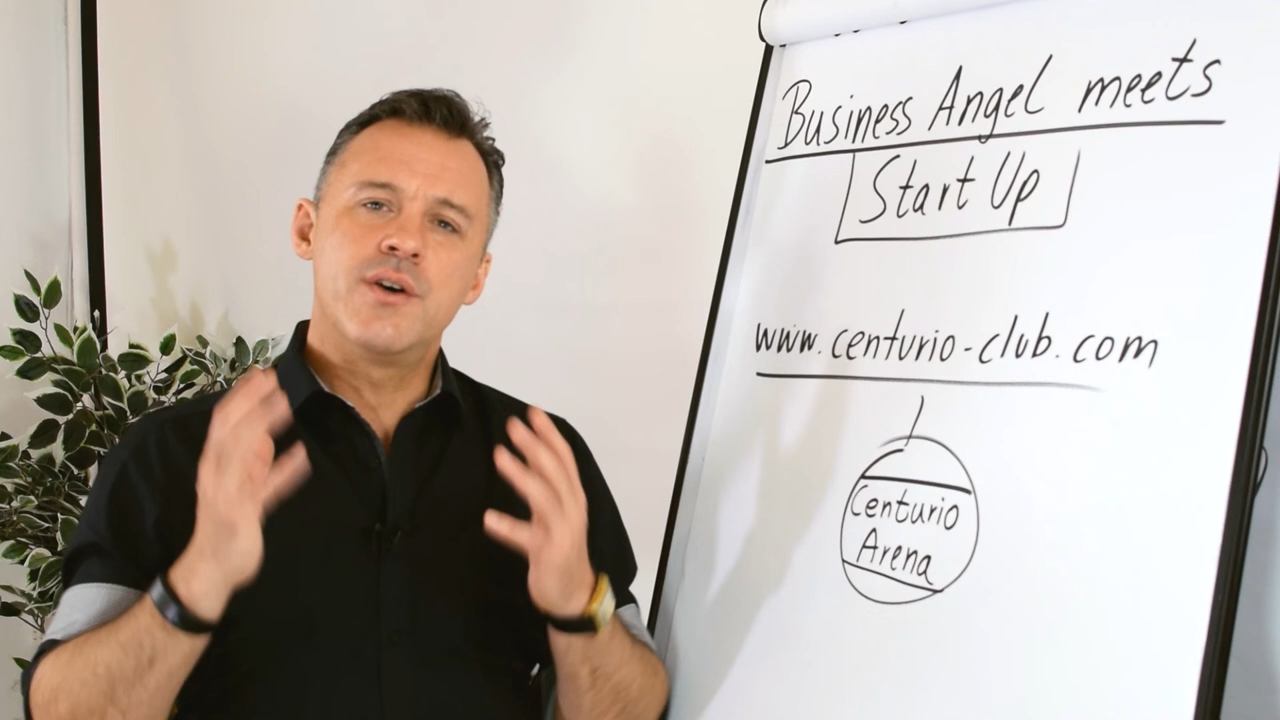 Business Angel meets
Start Up
www.centurio-club.com
Centurio
Arena